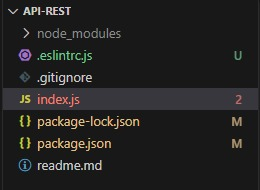 API-REST
node_modules
.eslintrc.js U
.gitignore
JS index.js 2
{} package-lock.json M
{} package.json M
readme.md